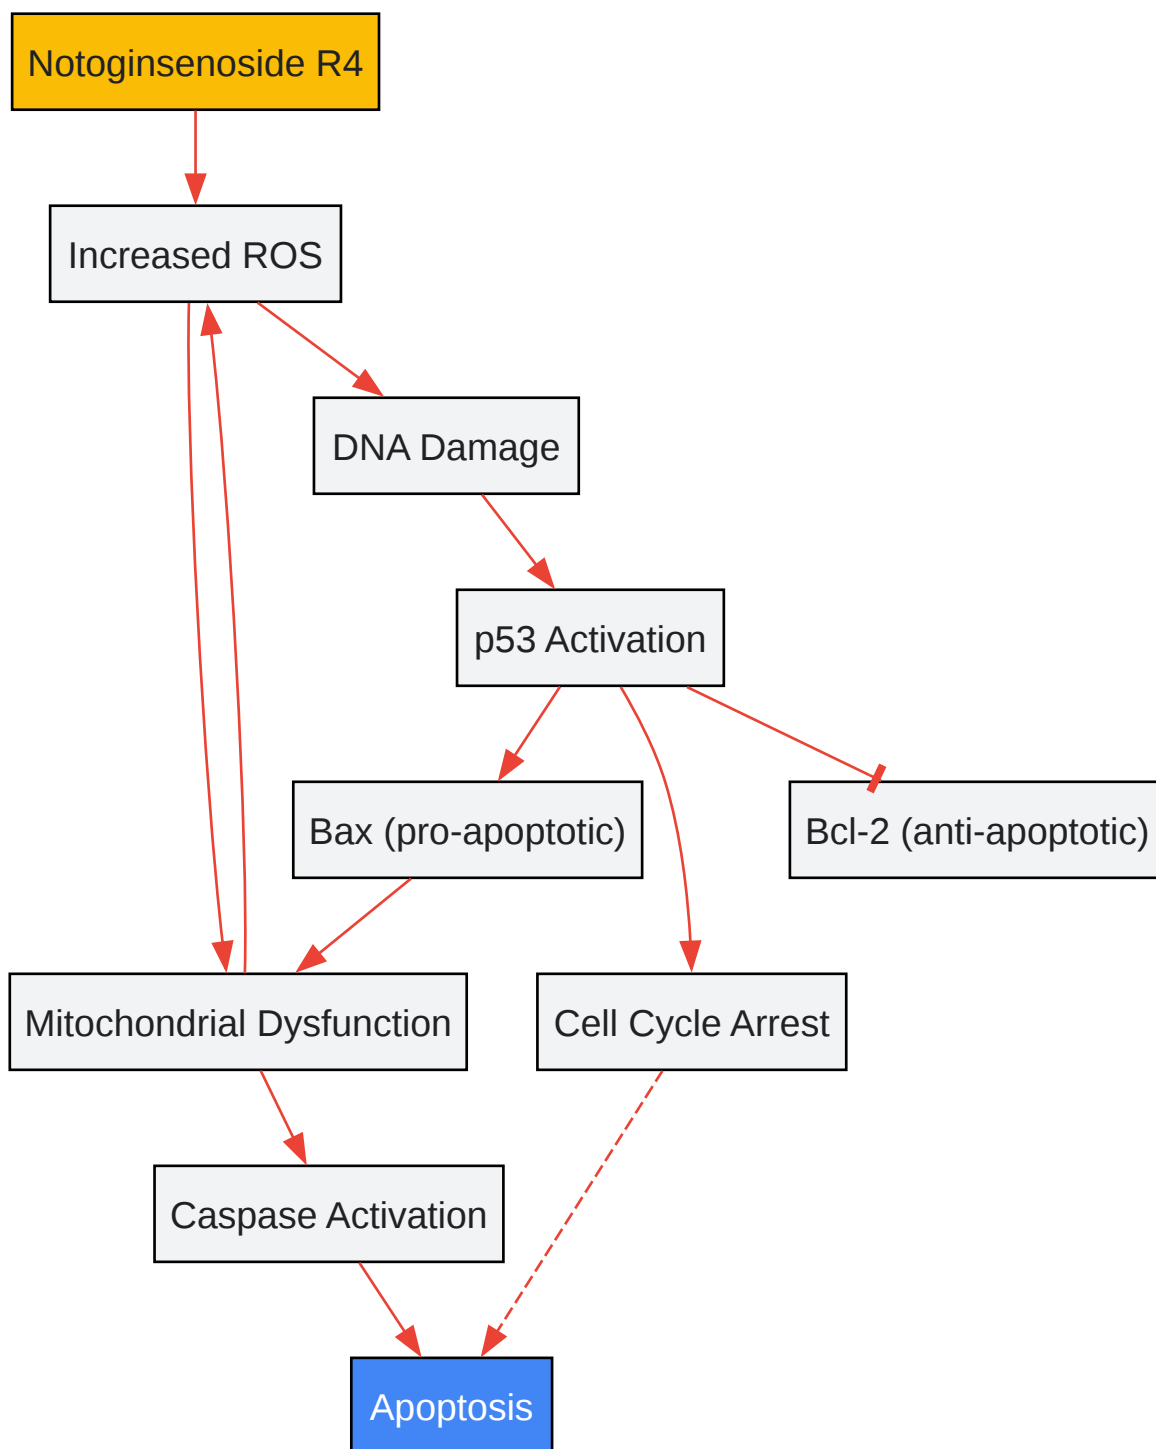 Notoginsenoside R4
Increased ROS
DNA Damage
p53 Activation
Bax (pro-apoptotic)
Bcl-2 (anti-apoptotic)
Mitochondrial Dysfunction
Cell Cycle Arrest
Caspase Activation
Apoptosis